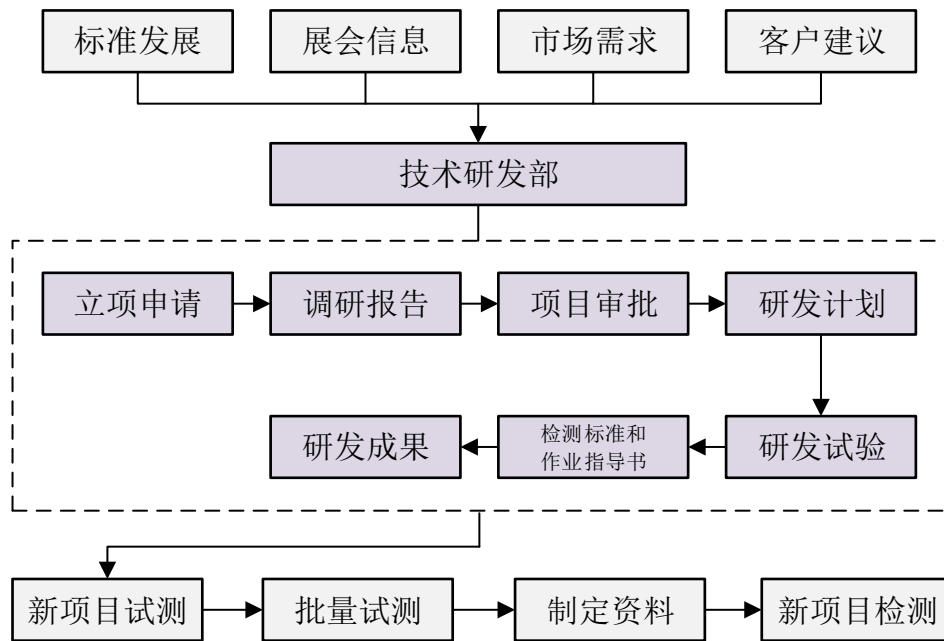 标准发展
展会信息
市场需求
客户建议
技术研发部
立项申请
调研报告
项目审批
研发计划
研发成果
检测标准和
作业指导书
研发试验
新项目试测
批量试测
制定资料
新项目检测